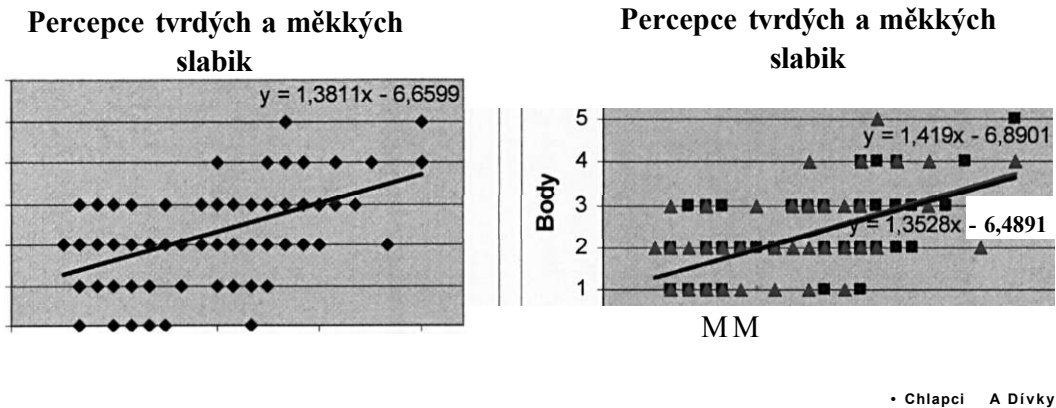 Percepce tvrdých a měkkých
slabik
y = 1,3811x - 6,6599
Percepce tvrdých a měkkých
slabik
Body
5
4
3
2
1
y = 1,419x - 6,8901
y = 1,3528x - 6,4891
MM
• Chlapci A Dívky